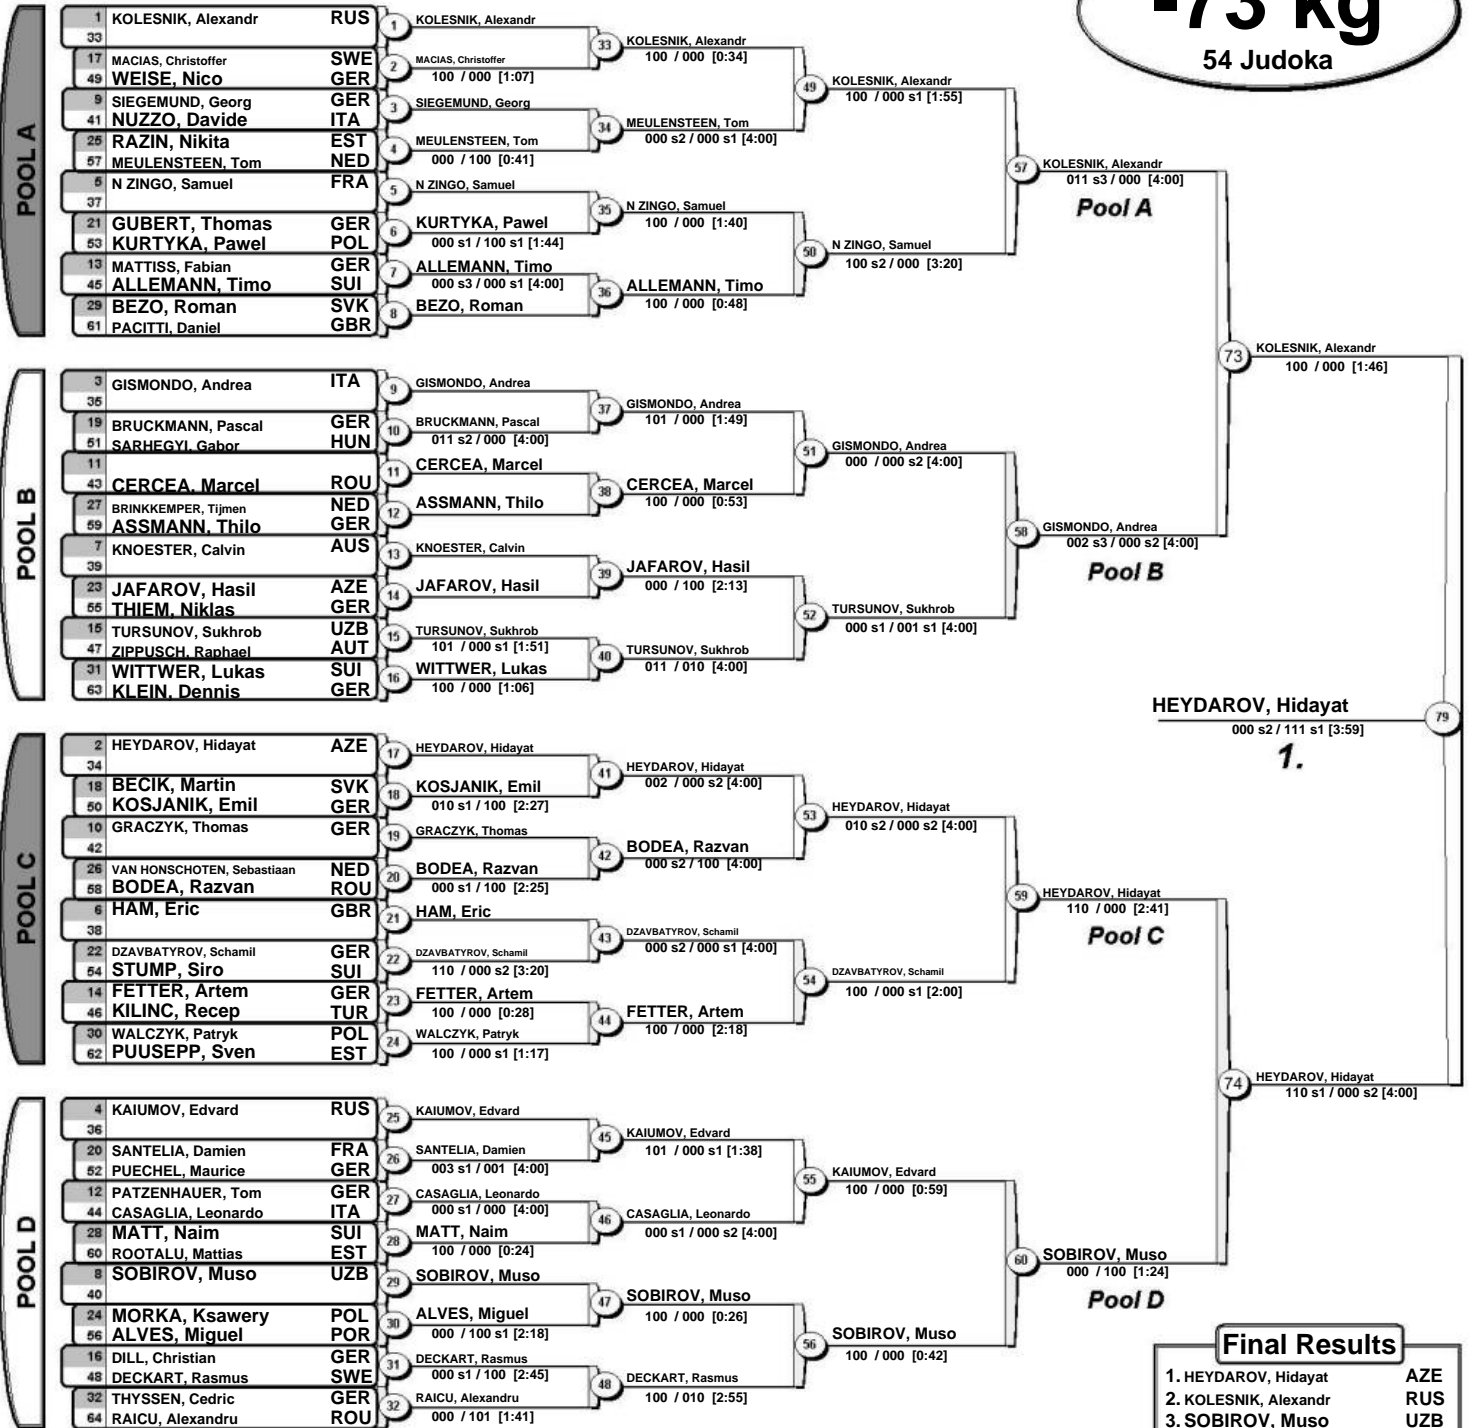 -73 kg
54 Judoka
POOL A
1 KOLESNIK, Alexandr RUS
33
17 MACIAS, Christoffer SWE
49 WEISE, Nico GER
9 SIEGEMUND, Georg GER
41 NUZZO, Davide ITA
25 RAZIN, Nikita EST
57 MEULENSTEEN, Tom NED
5 N ZINGO, Samuel FRA
37
21 GUBERT, Thomas GER
53 KURTYKA, Pawel POL
13 MATTISS, Fabian GER
45 ALLEMANN, Timo SUI
29 BEZO, Roman SVK
61 PACITTI, Daniel GBR
1 KOLESNIK, Alexandr
2 MACIAS, Christoffer
100 / 000 [1:07]
3 SIEGEMUND, Georg
4 MEULENSTEEN, Tom
000 / 100 [0:41]
5 N ZINGO, Samuel
6 KURTYKA, Pawel
000 s1 / 100 s1 [1:44]
7 ALLEMANN, Timo
000 s3 / 000 s1 [4:00]
8 BEZO, Roman
33 KOLESNIK, Alexandr
100 / 000 [0:34]
34 MEULENSTEEN, Tom
000 s2 / 000 s1 [4:00]
35 N ZINGO, Samuel
100 / 000 [1:40]
36 ALLEMANN, Timo
100 / 000 [0:48]
49 KOLESNIK, Alexandr
100 / 000 s1 [1:55]
50 N ZINGO, Samuel
100 s2 / 000 [3:20]
57 KOLESNIK, Alexandr
011 s3 / 000 [4:00]
Pool A
POOL B
3 GISMONDO, Andrea ITA
35
19 BRUCKMANN, Pascal GER
51 SARHEGYI, Gabor HUN
11
43 CERCEA, Marcel ROU
27 BRINKKEMPER, Tijmen NED
59 ASSMANN, Thilo GER
7 KNOESTER, Calvin AUS
39
23 JAFAROV, Hasil AZE
55 THIEM, Niklas GER
15 TURSUNOV, Sukhrob UZB
47 ZIPPUSCH, Raphael AUT
31 WITTWER, Lukas SUI
63 KLEIN, Dennis GER
9 GISMONDO, Andrea
10 BRUCKMANN, Pascal
011 s2 / 000 [4:00]
11 CERCEA, Marcel
12 ASSMANN, Thilo
13 KNOESTER, Calvin
14 JAFAROV, Hasil
15 TURSUNOV, Sukhrob
101 / 000 s1 [1:51]
16 WITTWER, Lukas
100 / 000 [1:06]
37 GISMONDO, Andrea
101 / 000 [1:49]
38 CERCEA, Marcel
100 / 000 [0:53]
39 JAFAROV, Hasil
000 / 100 [2:13]
40 TURSUNOV, Sukhrob
011 / 010 [4:00]
51 GISMONDO, Andrea
000 / 000 s2 [4:00]
52 TURSUNOV, Sukhrob
000 s1 / 001 s1 [4:00]
58 GISMONDO, Andrea
002 s3 / 000 s2 [4:00]
Pool B
73 KOLESNIK, Alexandr
100 / 000 [1:46]
HEYDAROV, Hidayat 79
000 s2 / 111 s1 [3:59]
1.
POOL C
2 HEYDAROV, Hidayat AZE
34
18 BECIK, Martin SVK
50 KOSJANIK, Emil GER
10 GRACZYK, Thomas GER
42
26 VAN HONSCHOTEN, Sebastiaan NED
58 BODEA, Razvan ROU
6 HAM, Eric GBR
38
22 DZAVBATYROV, Schamil GER
54 STUMP, Siro SUI
14 FETTER, Artem GER
46 KILINC, Recep TUR
30 WALCZYK, Patryk POL
62 PUUSEPP, Sven EST
17 HEYDAROV, Hidayat
18 KOSJANIK, Emil
010 s1 / 100 [2:27]
19 GRACZYK, Thomas
20 BODEA, Razvan
000 s1 / 100 [2:25]
21 HAM, Eric
22 DZAVBATYROV, Schamil
110 / 000 s2 [3:20]
23 FETTER, Artem
100 / 000 [0:28]
24 WALCZYK, Patryk
100 / 000 s1 [1:17]
41 HEYDAROV, Hidayat
002 / 000 s2 [4:00]
42 BODEA, Razvan
000 s2 / 100 [4:00]
43 DZAVBATYROV, Schamil
000 s2 / 000 s1 [4:00]
44 FETTER, Artem
100 / 000 [2:18]
53 HEYDAROV, Hidayat
010 s2 / 000 s2 [4:00]
54 DZAVBATYROV, Schamil
100 / 000 s1 [2:00]
59 HEYDAROV, Hidayat
110 / 000 [2:41]
Pool C
POOL D
4 KAIUMOV, Edvard RUS
36
20 SANTELIA, Damien FRA
52 PUECHEL, Maurice GER
12 PATZENHAUER, Tom GER
44 CASAGLIA, Leonardo ITA
28 MATT, Naim SUI
60 ROOTALU, Mattias EST
8 SOBIROV, Muso UZB
40
24 MORKA, Ksawery POL
56 ALVES, Miguel POR
16 DILL, Christian GER
48 DECKART, Rasmus SWE
32 THYSSEN, Cedric GER
64 RAICU, Alexandru ROU
25 KAIUMOV, Edvard
26 SANTELIA, Damien
003 s1 / 001 [4:00]
27 CASAGLIA, Leonardo
000 s1 / 000 [4:00]
28 MATT, Naim
100 / 000 [0:24]
29 SOBIROV, Muso
30 ALVES, Miguel
000 / 100 s1 [2:18]
31 DECKART, Rasmus
000 s1 / 100 [2:45]
32 RAICU, Alexandru
000 / 101 [1:41]
45 KAIUMOV, Edvard
101 / 000 s1 [1:38]
46 CASAGLIA, Leonardo
000 s1 / 000 s2 [4:00]
47 SOBIROV, Muso
100 / 000 [0:26]
48 DECKART, Rasmus
100 / 010 [2:55]
55 KAIUMOV, Edvard
100 / 000 [0:59]
56 SOBIROV, Muso
100 / 000 [0:42]
60 SOBIROV, Muso
000 / 100 [1:24]
Pool D
74 HEYDAROV, Hidayat
110 s1 / 000 s2 [4:00]
Final Results
1. HEYDAROV, Hidayat AZE
2. KOLESNIK, Alexandr RUS
3. SOBIROV, Muso UZB